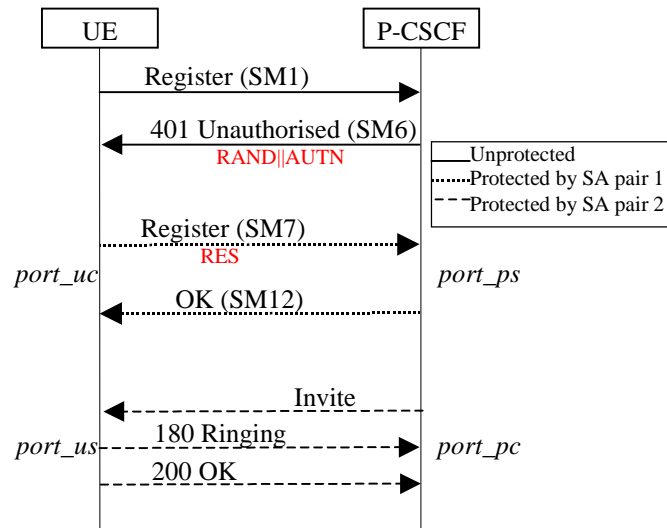 UE
P-CSCF
Register (SM1)
401 Unauthorised (SM6)
RAND||AUTN
Unprotected
Protected by SA pair 1
Protected by SA pair 2
Register (SM7)
RES
port_uc
port_ps
OK (SM12)
Invite
port_us
180 Ringing
port_pc
200 OK